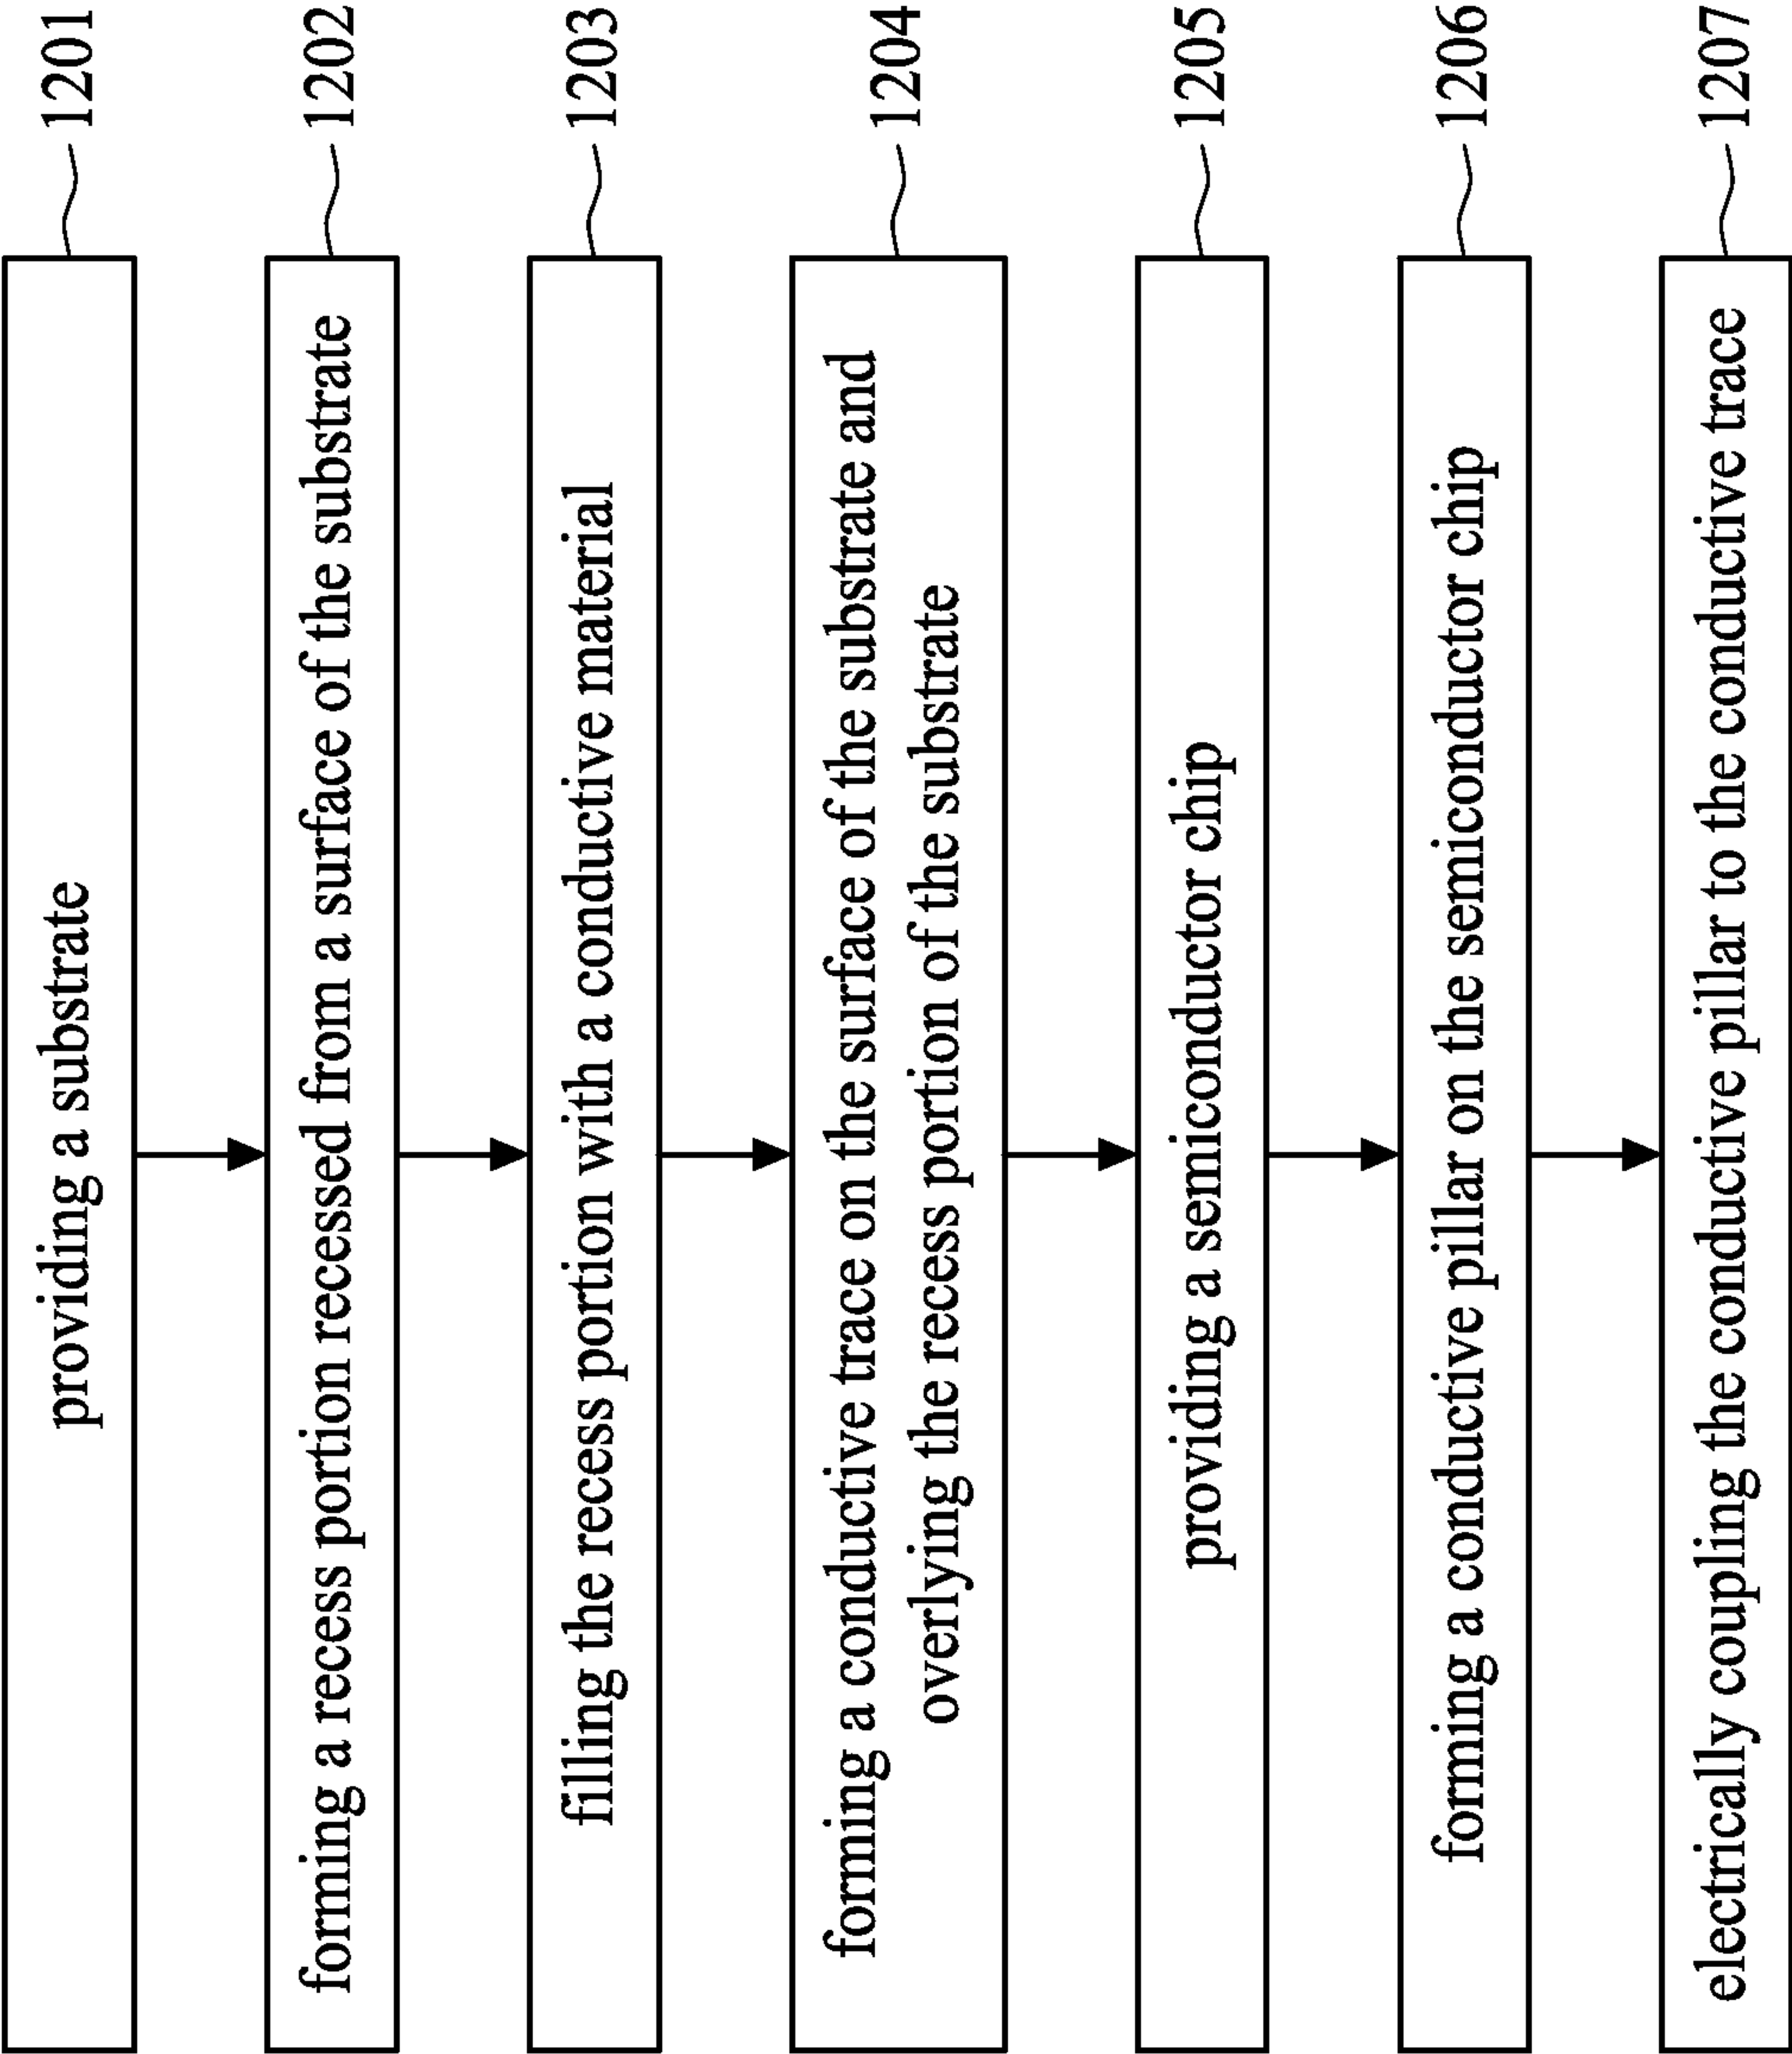 providing a substrate
1201
forming a recess portion recessed from a surface of the substrate
1202
filling the recess portion with a conductive material
1203
forming a conductive trace on the surface of the substrate and
overlying the recess portion of the substrate
1204
providing a semiconductor chip
1205
forming a conductive pillar on the semiconductor chip
1206
electrically coupling the conductive pillar to the conductive trace
1207